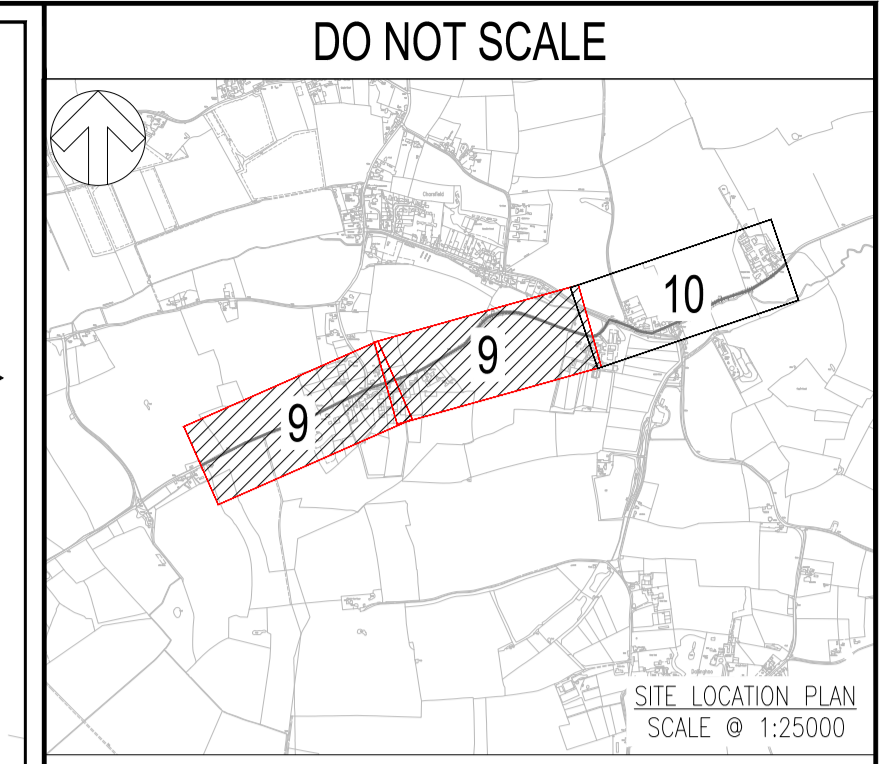 DO NOT SCALE
10
9
9
SITE LOCATION PLAN
SCALE @ 1:25000